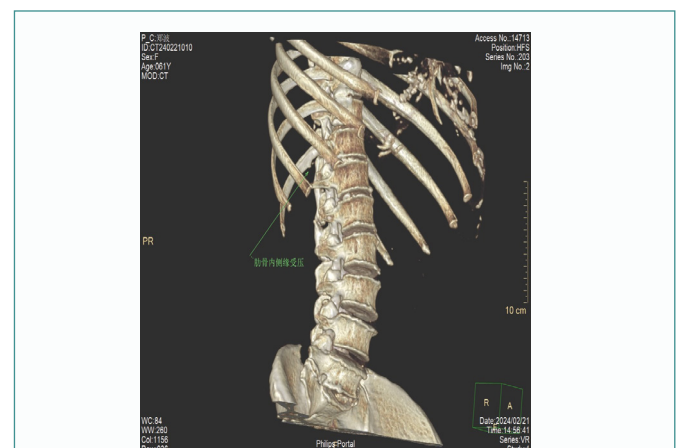 P_C:郑波
ID:CT240221010
Sex:F
Age:061Y
MOD:CT
Access No.:14713
Position:HFS
Series No.:203
Img No.:2
PR
肋骨内侧缘受压
10 cm
R
A
WC:84
WW:260
Col:1156
Philips Portal
Date:2024/02/21
Time:14:56:41
Series:VR